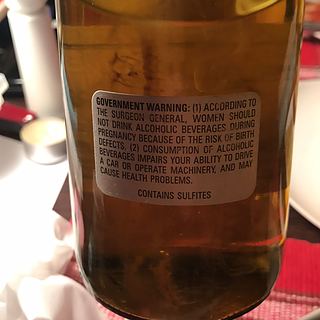 GOVERNMENT WARNING: (1) ACCORDING TO
THE SURGEON GENERAL, WOMEN SHOULD
NOT DRINK ALCOHOLIC BEVERAGES DURING
PREGNANCY BECAUSE OF THE RISK OF BIRTH
DEFECTS. (2) CONSUMPTION OF ALCOHOLIC
BEVERAGES IMPAIRS YOUR ABILITY TO DRIVE
A CAR OR OPERATE MACHINERY, AND MAY
CAUSE HEALTH PROBLEMS.
CONTAINS SULFITES